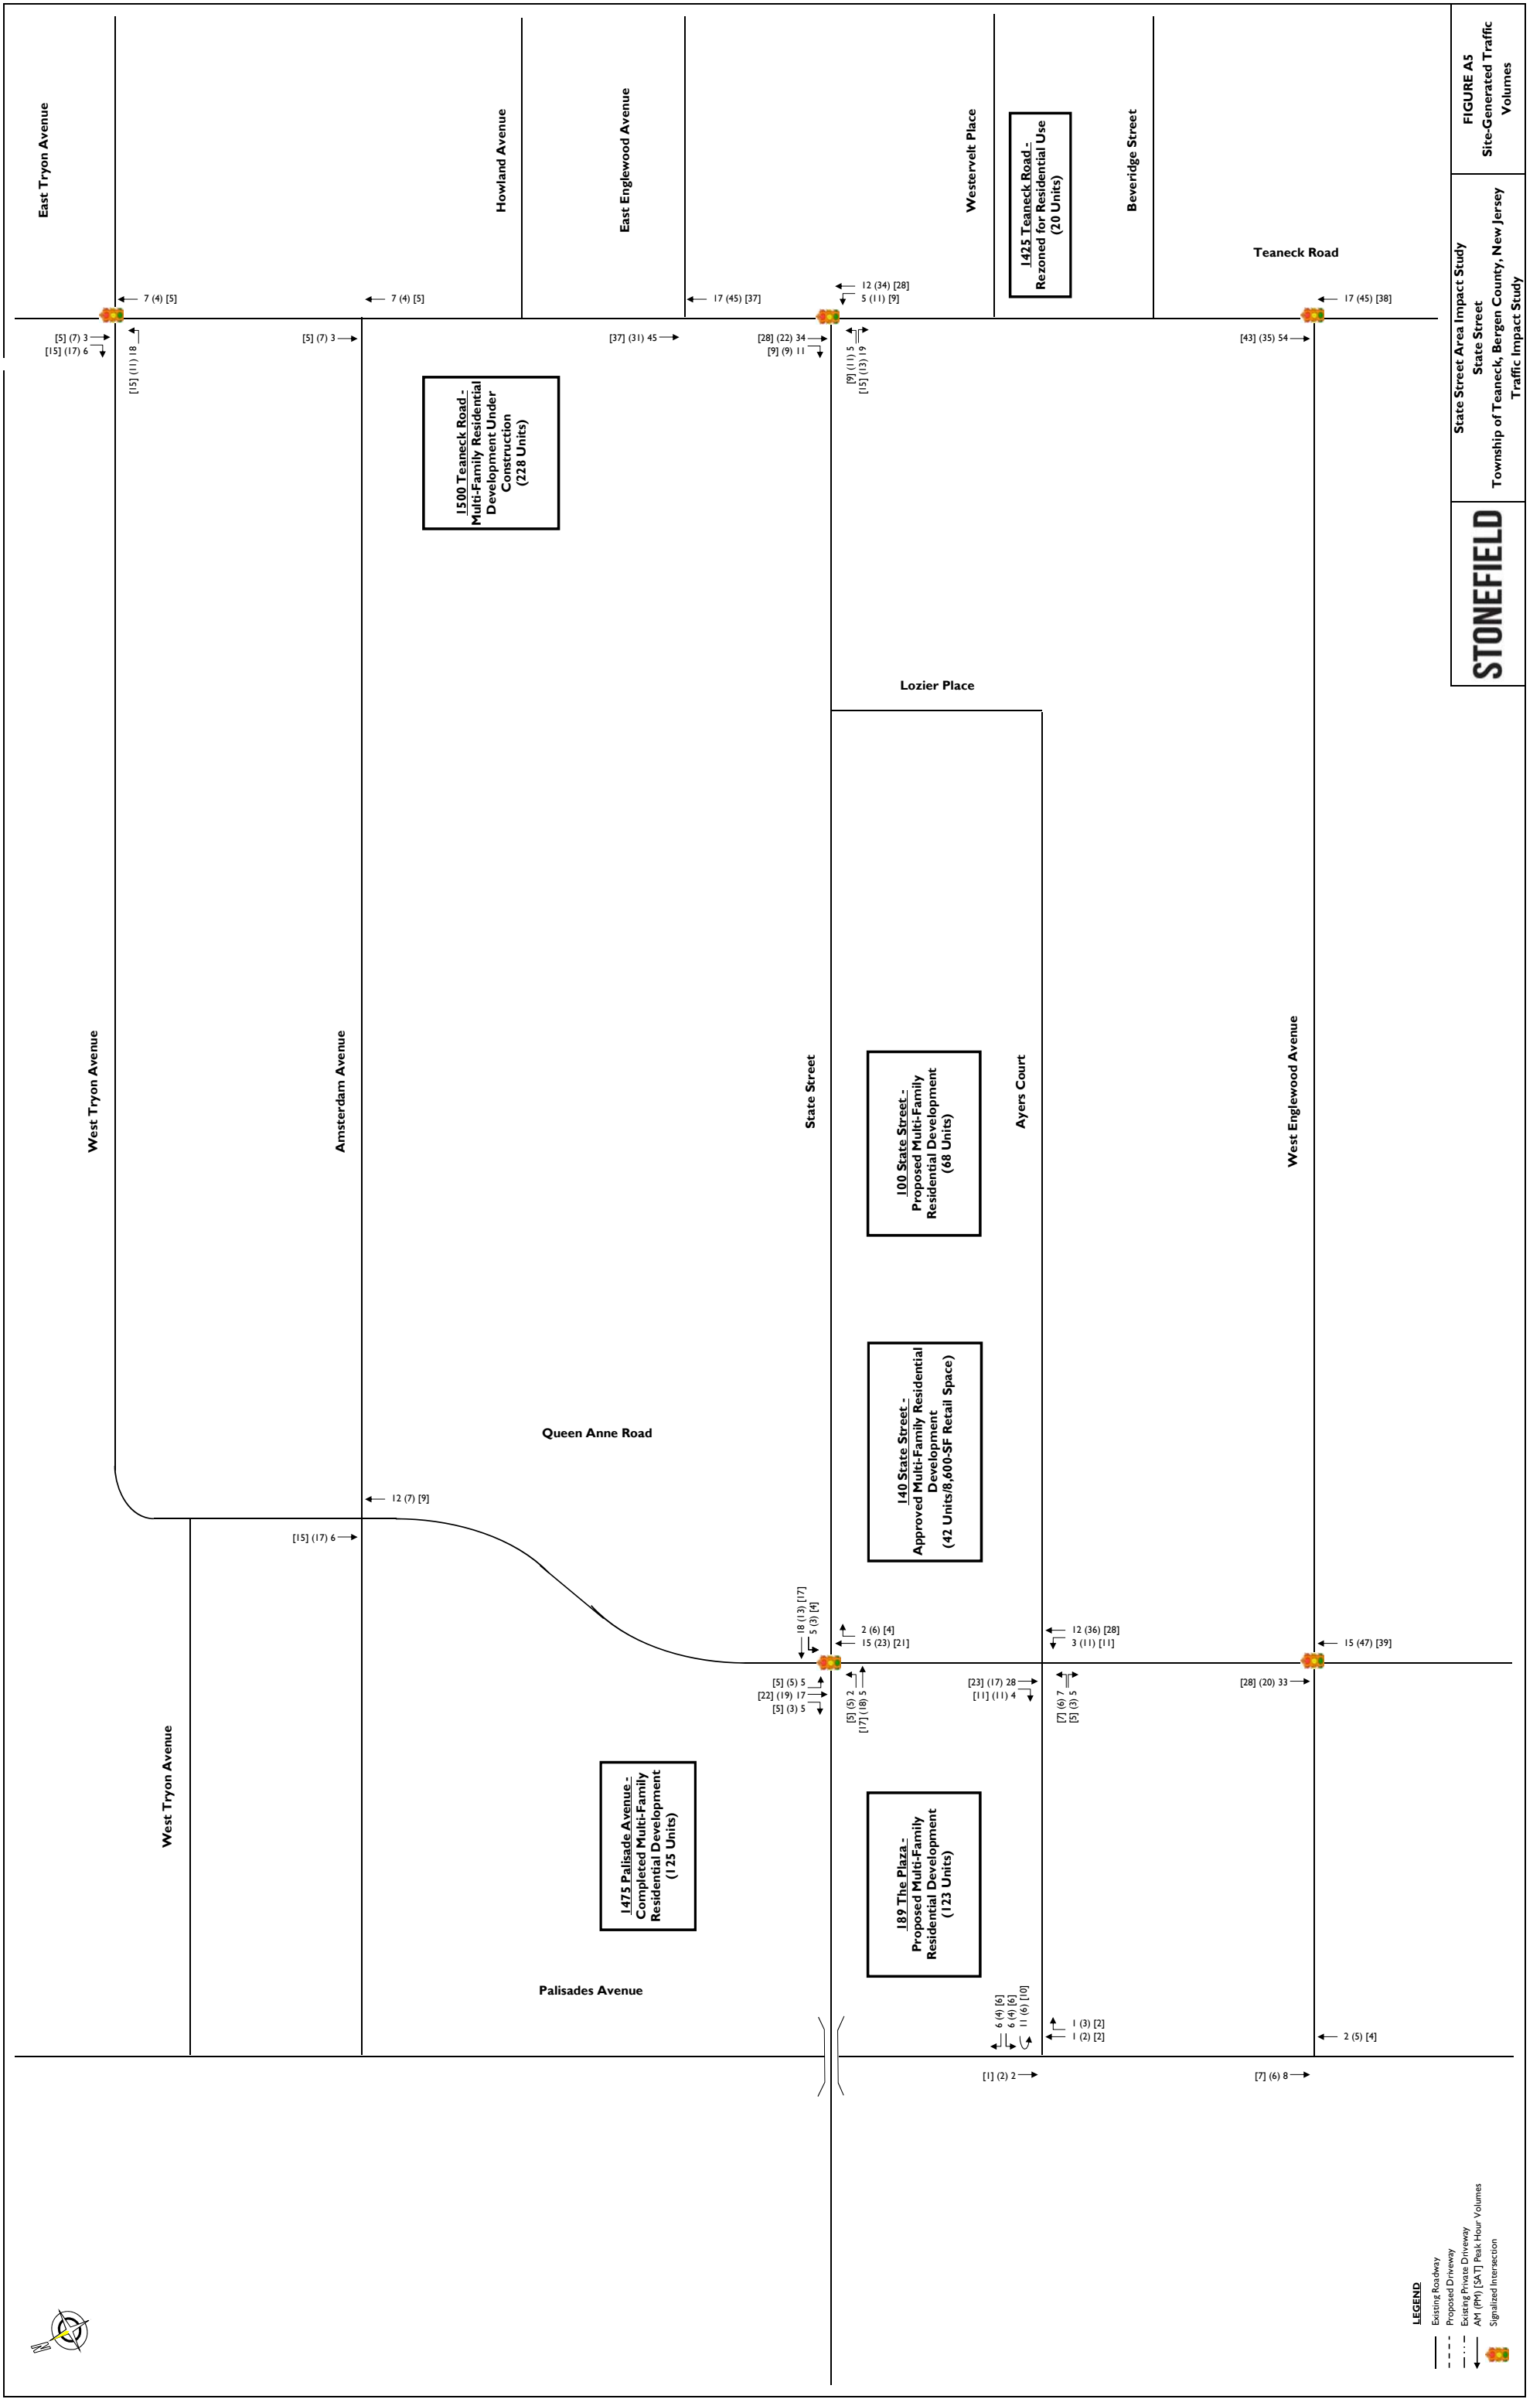 East Tryon Avenue
Howland Avenue
East Englewood Avenue
Westervelt Place
1425 Teaneck Road -
Rezoned for Residential Use
(20 Units)
Beveridge Street
Teaneck Road
7 (4) [5]
7 (4) [5]
17 (45) [37]
12 (34) [28]
5 (11) [9]
17 (45) [38]
[5] (7) 3
[15] (17) 6
[15] (11) 18
[5] (7) 3
[37] (31) 45
[28] (22) 34
[9] (9) 11
[9] (11) 5
[15] (13) 19
[43] (35) 54
1500 Teaneck Road -
Multi-Family Residential
Development Under
Construction
(228 Units)
Lozier Place
West Tryon Avenue
Amsterdam Avenue
State Street
100 State Street -
Proposed Multi-Family
Residential Development
(68 Units)
Ayers Court
West Englewood Avenue
Queen Anne Road
140 State Street -
Approved Multi-Family Residential
Development
(42 Units/8,600-SF Retail Space)
12 (7) [9]
[15] (17) 6
18 (13) [17]
5 (3) [4]
2 (6) [4]
15 (23) [21]
12 (36) [28]
3 (11) [11]
15 (47) [39]
[5] (5) 5
[22] (19) 17
[5] (3) 5
[5] (5) 2
[17] (18) 5
[23] (17) 28
[11] (11) 4
[7] (6) 7
[5] (3) 5
[28] (20) 33
West Tryon Avenue
1475 Palisade Avenue -
Completed Multi-Family
Residential Development
(125 Units)
189 The Plaza -
Proposed Multi-Family
Residential Development
(123 Units)
Palisades Avenue
6 (4) [6]
6 (4) [6]
11 (6) [10]
1 (3) [2]
1 (2) [2]
2 (5) [4]
[1] (2) 2
[7] (6) 8
N
LEGEND
Existing Roadway
Proposed Driveway
Existing Private Driveway
AM (PM) [SAT] Peak Hour Volumes
Signalized Intersection
STONEFIELD
State Street Area Impact Study
State Street
Township of Teaneck, Bergen County, New Jersey
Traffic Impact Study
FIGURE A5
Site-Generated Traffic
Volumes